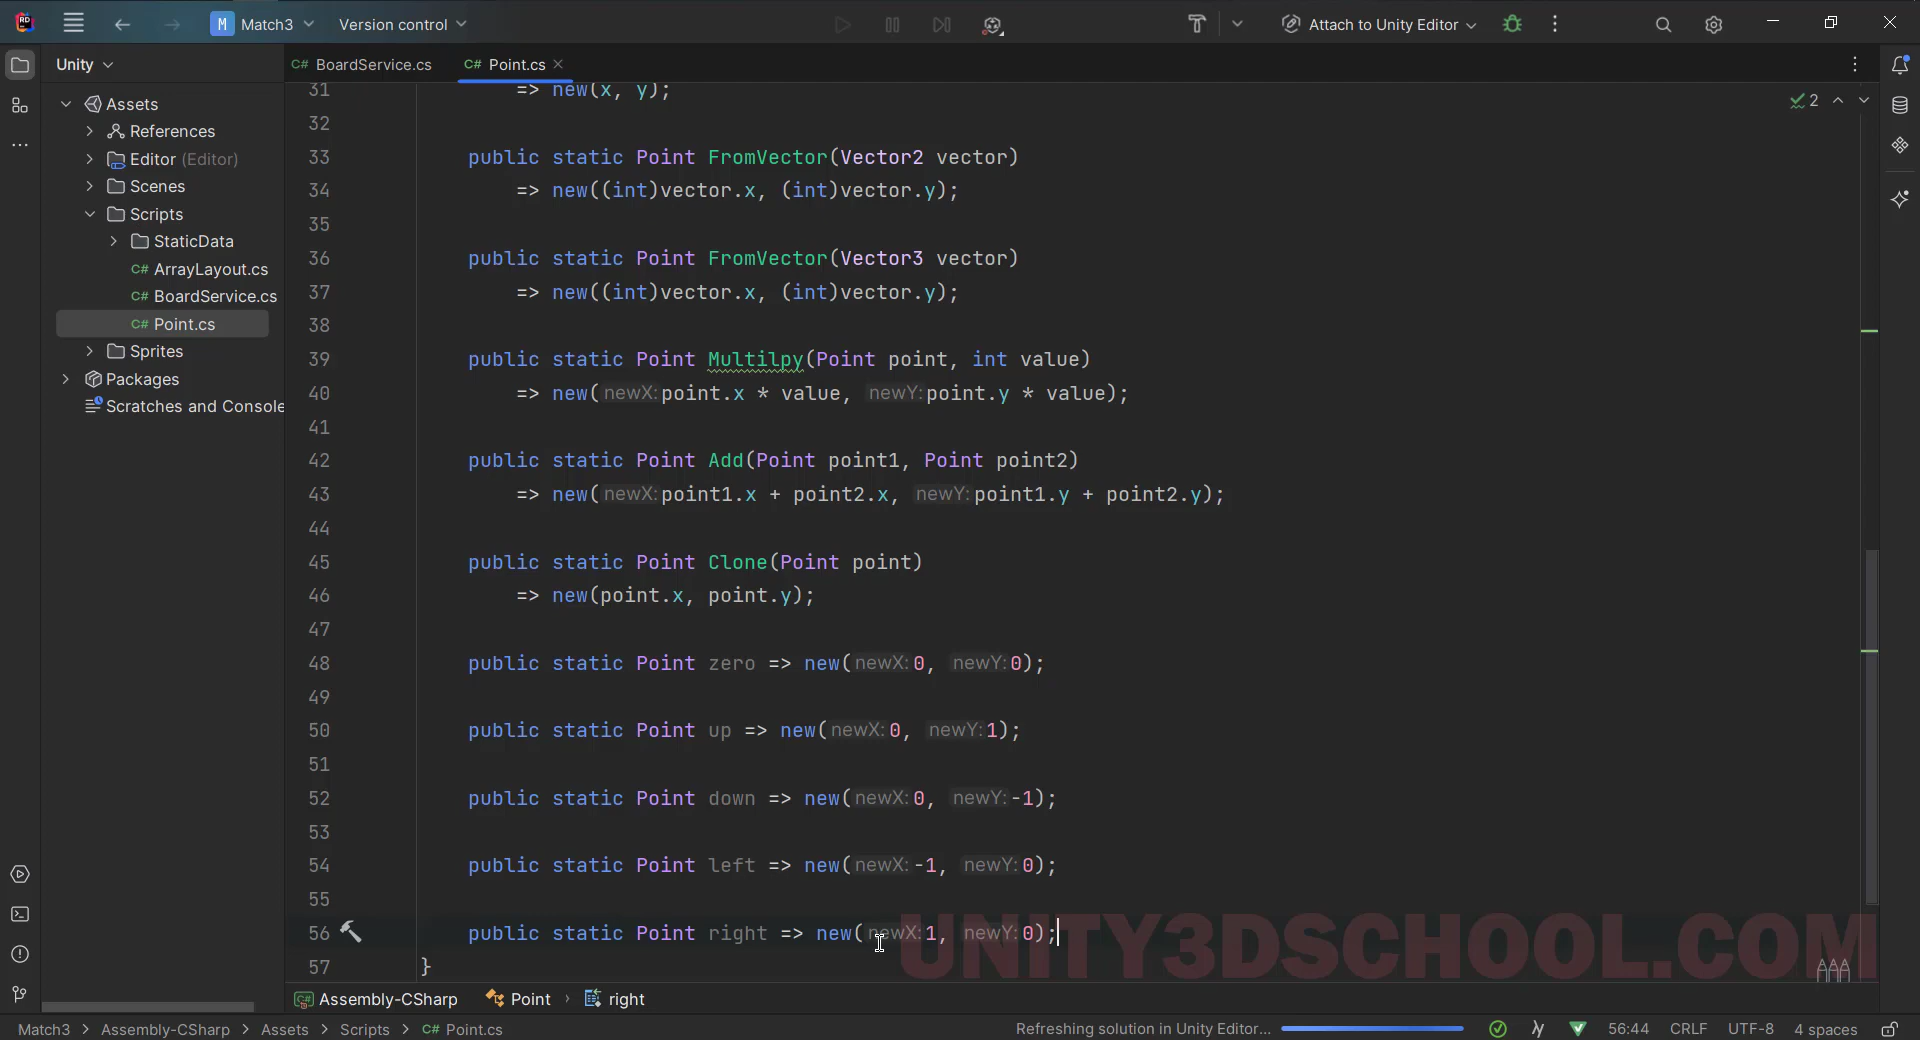 RD
M Match3
Version control
Attach to Unity Editor
Unity
C# BoardService.cs
C# Point.cs
Assets
References
Editor (Editor)
Scenes
Scripts
StaticData
C# ArrayLayout.cs
C# BoardService.cs
C# Point.cs
Sprites
Packages
Scratches and Console
2
31 => new(x, y);
32
33 public static Point FromVector(Vector2 vector)
34 => new((int)vector.x, (int)vector.y);
35
36 public static Point FromVector(Vector3 vector)
37 => new((int)vector.x, (int)vector.y);
38
39 public static Point Multilpy(Point point, int value)
40 => new(newX:point.x * value, newY:point.y * value);
41
42 public static Point Add(Point point1, Point point2)
43 => new(newX:point1.x + point2.x, newY:point1.y + point2.y);
44
45 public static Point Clone(Point point)
46 => new(point.x, point.y);
47
48 public static Point zero => new(newX:0, newY:0);
49
50 public static Point up => new(newX:0, newY:1);
51
52 public static Point down => new(newX:0, newY:-1);
53
54 public static Point left => new(newX:-1, newY:0);
55
56 public static Point right => new(newX:1, newY:0);
57 }
UNITY3DSCHOOL.COM
C# Assembly-CSharp
Point › right
Match3 > Assembly-CSharp > Assets > Scripts > C# Point.cs
Refreshing solution in Unity Editor...
56:44 CRLF UTF-8 4 spaces